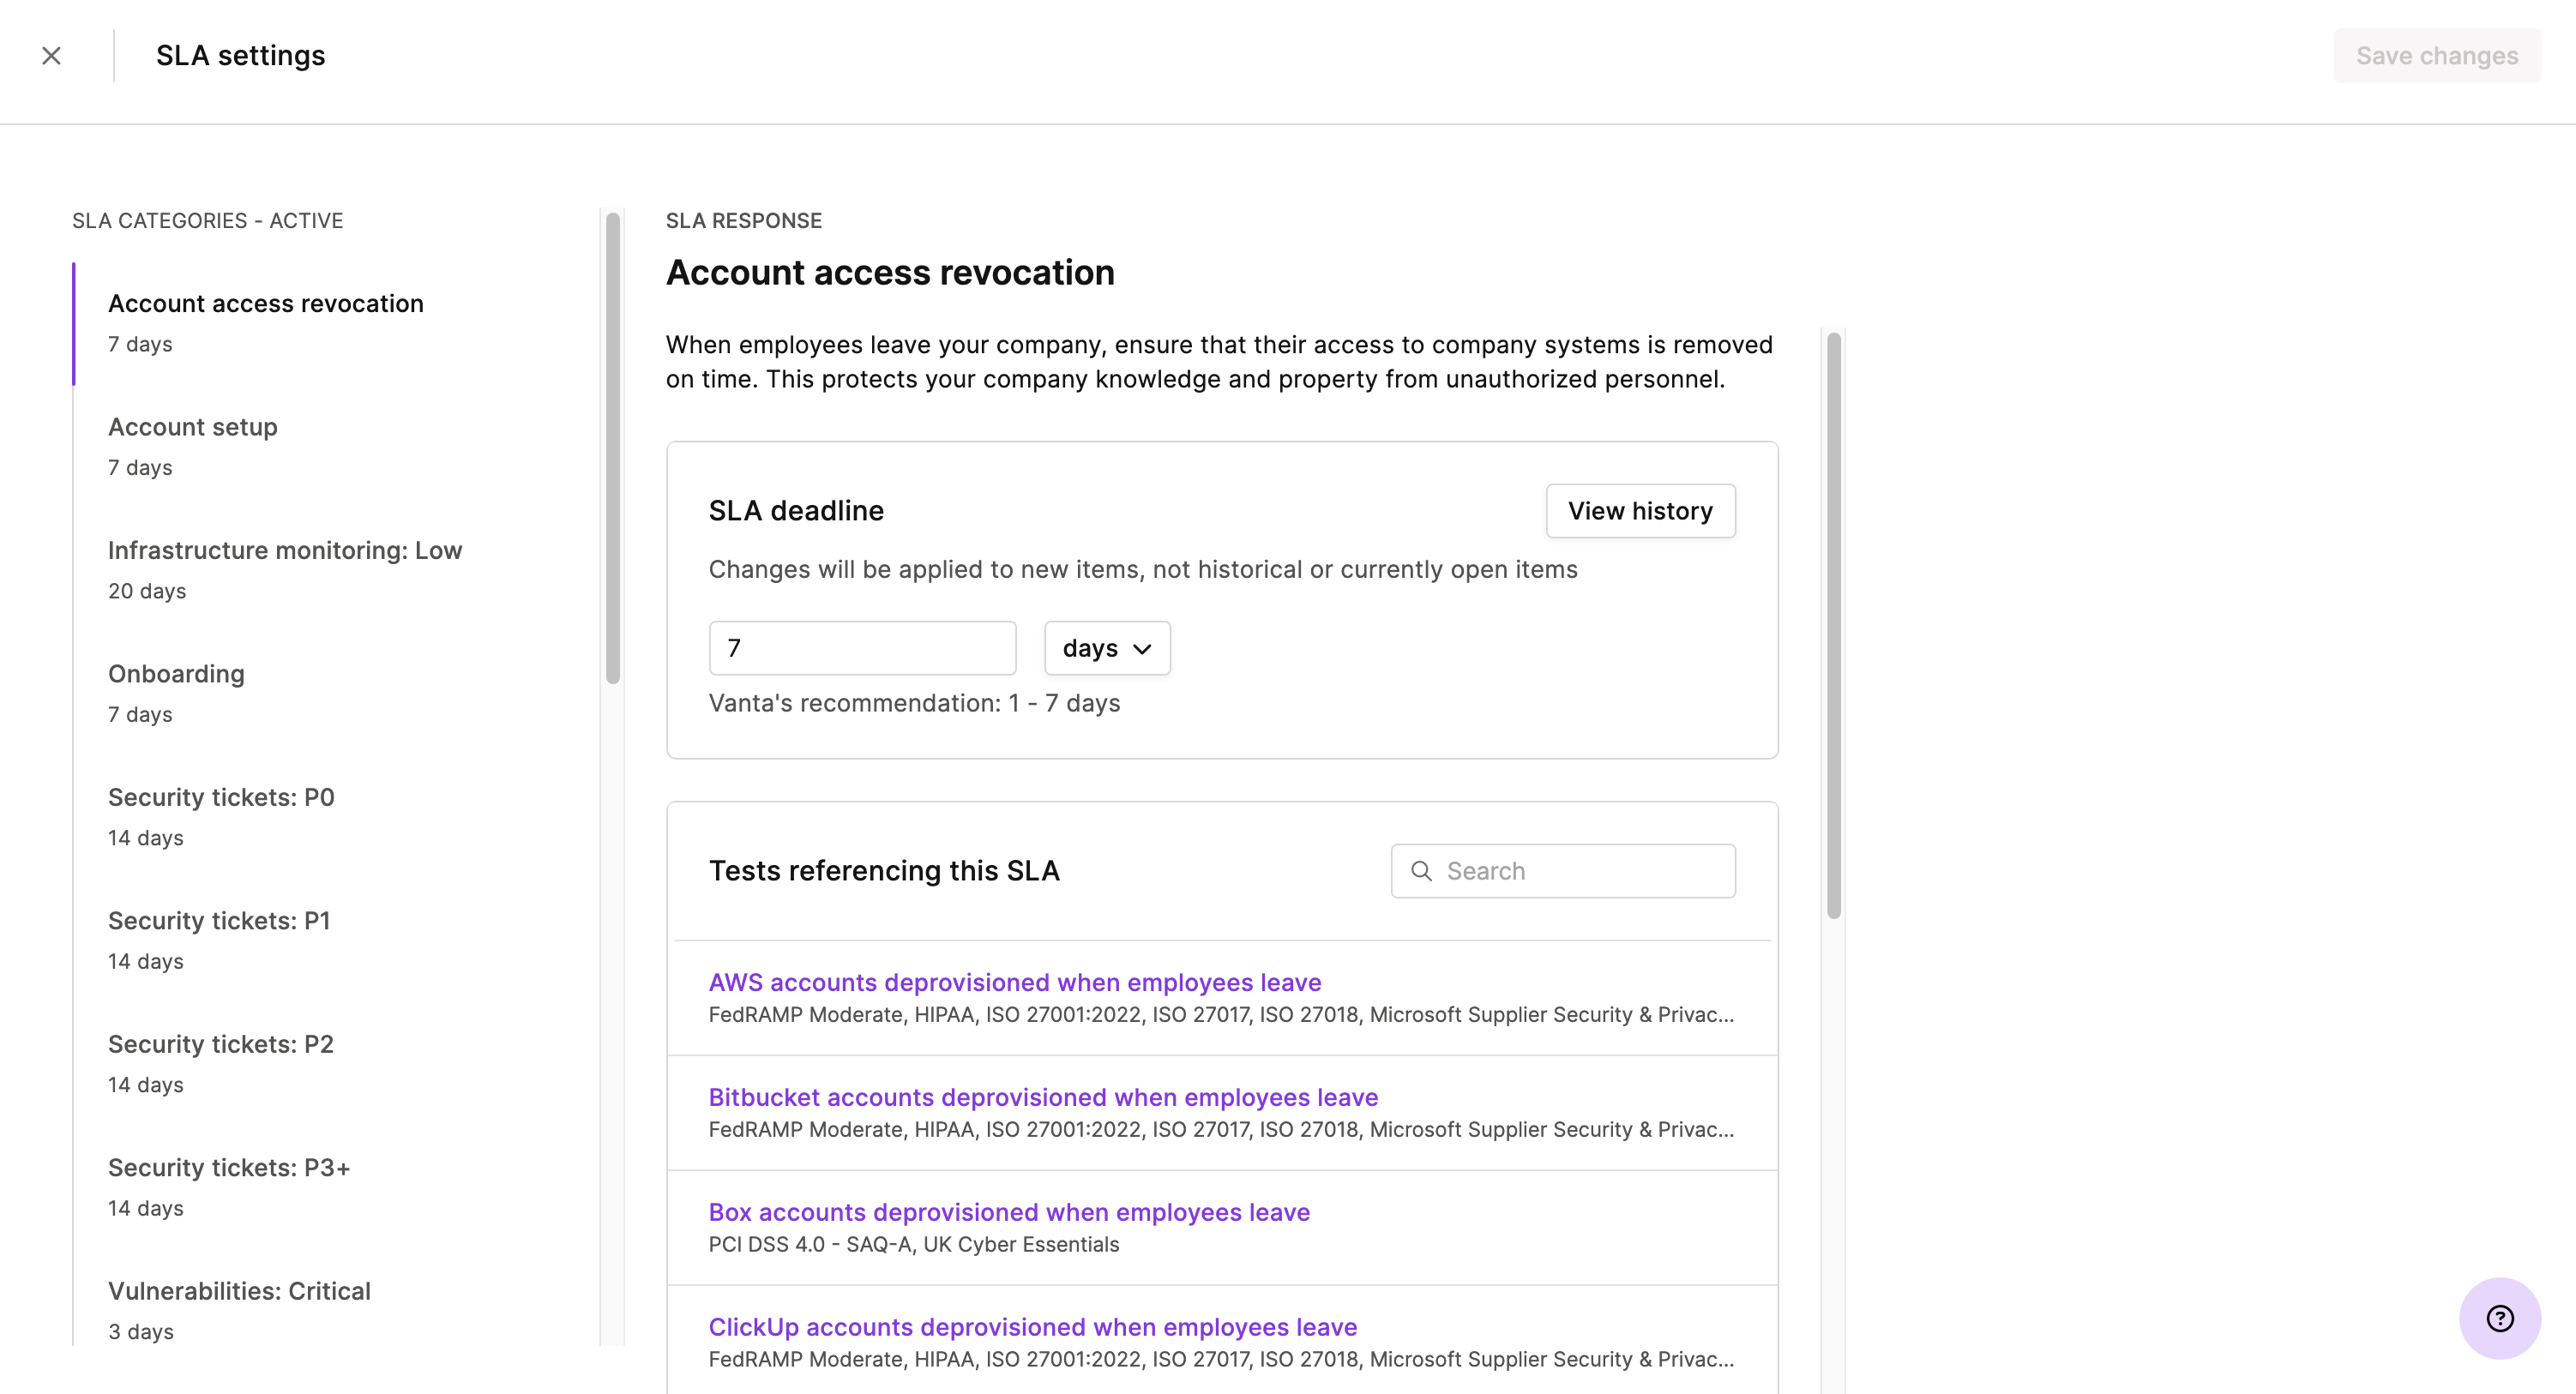 SLA settings
Save changes
SLA CATEGORIES - ACTIVE
Account access revocation
7 days
Account setup
7 days
Infrastructure monitoring: Low
20 days
Onboarding
7 days
Security tickets: P0
14 days
Security tickets: P1
14 days
Security tickets: P2
14 days
Security tickets: P3+
14 days
Vulnerabilities: Critical
3 days
SLA RESPONSE
Account access revocation
When employees leave your company, ensure that their access to company systems is removed
on time. This protects your company knowledge and property from unauthorized personnel.
SLA deadline
View history
Changes will be applied to new items, not historical or currently open items
7
days
Vanta's recommendation: 1 - 7 days
Tests referencing this SLA
Search
AWS accounts deprovisioned when employees leave
FedRAMP Moderate, HIPAA, ISO 27001:2022, ISO 27017, ISO 27018, Microsoft Supplier Security & Privac...
Bitbucket accounts deprovisioned when employees leave
FedRAMP Moderate, HIPAA, ISO 27001:2022, ISO 27017, ISO 27018, Microsoft Supplier Security & Privac...
Box accounts deprovisioned when employees leave
PCI DSS 4.0 - SAQ-A, UK Cyber Essentials
ClickUp accounts deprovisioned when employees leave
FedRAMP Moderate, HIPAA, ISO 27001:2022, ISO 27017, ISO 27018, Microsoft Supplier Security & Privac...